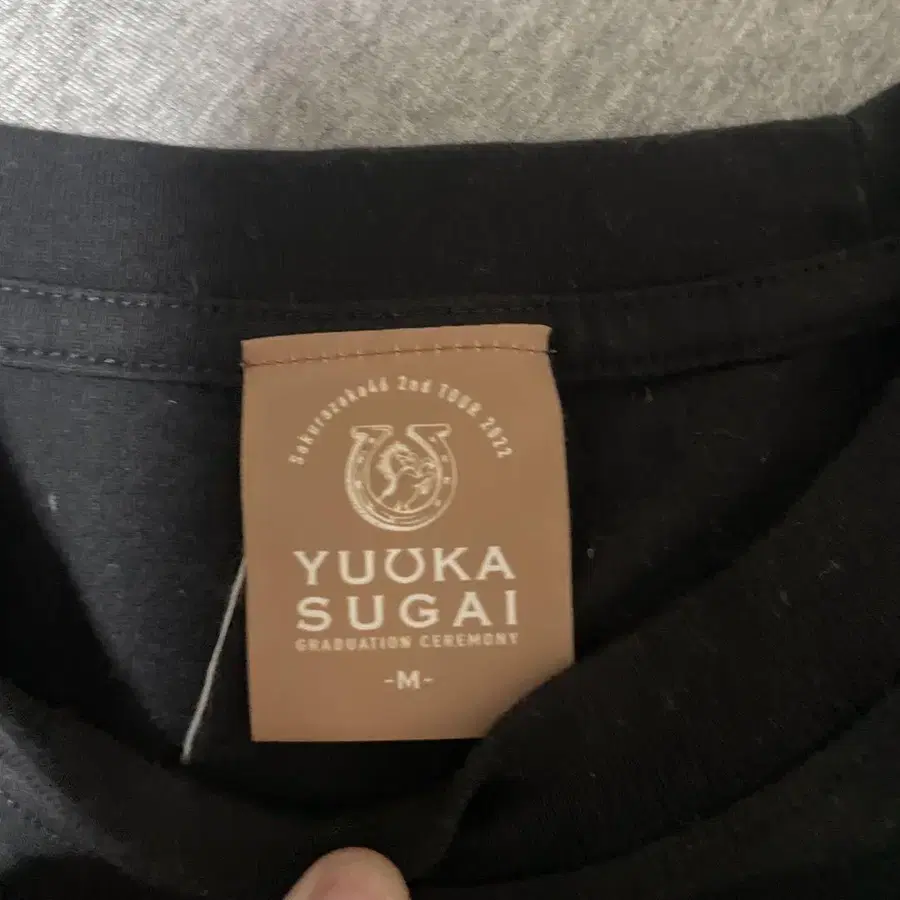 Sakurazaka46 2nd TOUR 2022
YUUKA
SUGAI
GRADUATION CEREMONY
-M-